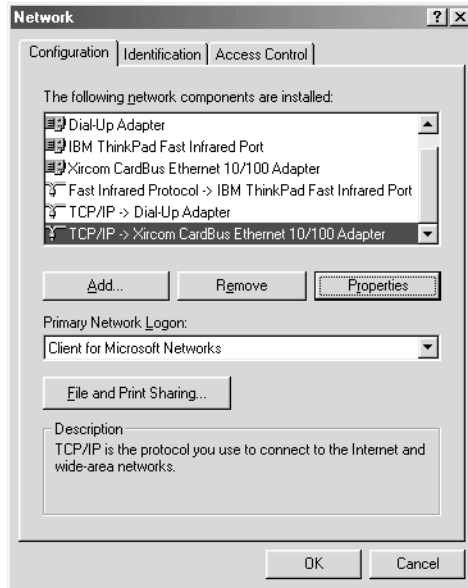 Network
Configuration Identification Access Control
The following network components are installed:
Dial-Up Adapter
IBM ThinkPad Fast Infrared Port
Xircom CardBus Ethernet 10/100 Adapter
Fast Infrared Protocol -> IBM ThinkPad Fast Infrared Port
TCP/IP -> Dial-Up Adapter
TCP/IP -> Xircom CardBus Ethernet 10/100 Adapter
Add... Remove Properties
Primary Network Logon:
Client for Microsoft Networks
File and Print Sharing...
Description
TCP/IP is the protocol you use to connect to the Internet and
wide-area networks.
OK Cancel